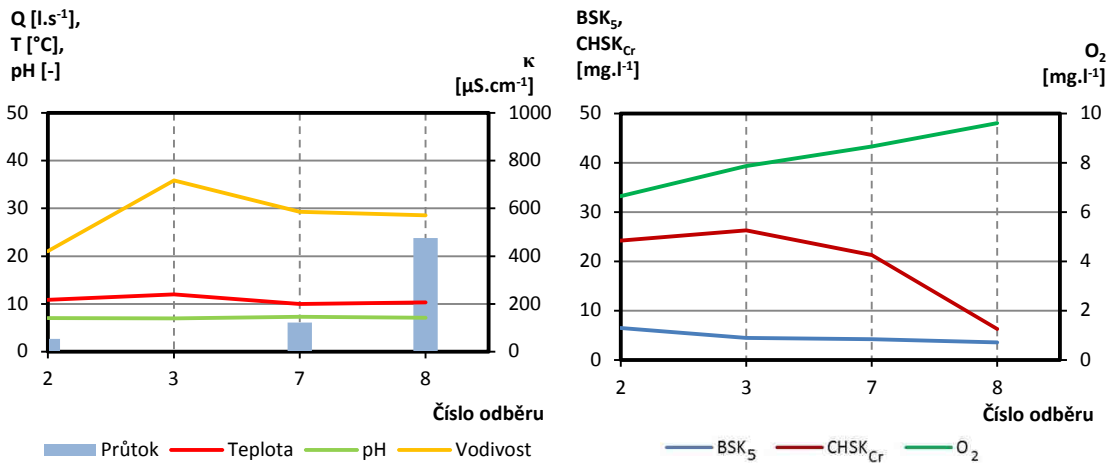 Q [l.s⁻¹],
T [°C],
pH [-]
κ
[µS.cm⁻¹]
50 1000
40 800
30 600
20 400
10 200
0 0
2 3 7 8
Číslo odběru
Průtok Teplota pH Vodivost
BSK₅,
CHSK_Cr
[mg.l⁻¹]
O₂
[mg.l⁻¹]
50 10
40 8
30 6
20 4
10 2
0 0
2 3 7 8
Číslo odběru
BSK₅ CHSK_Cr O₂